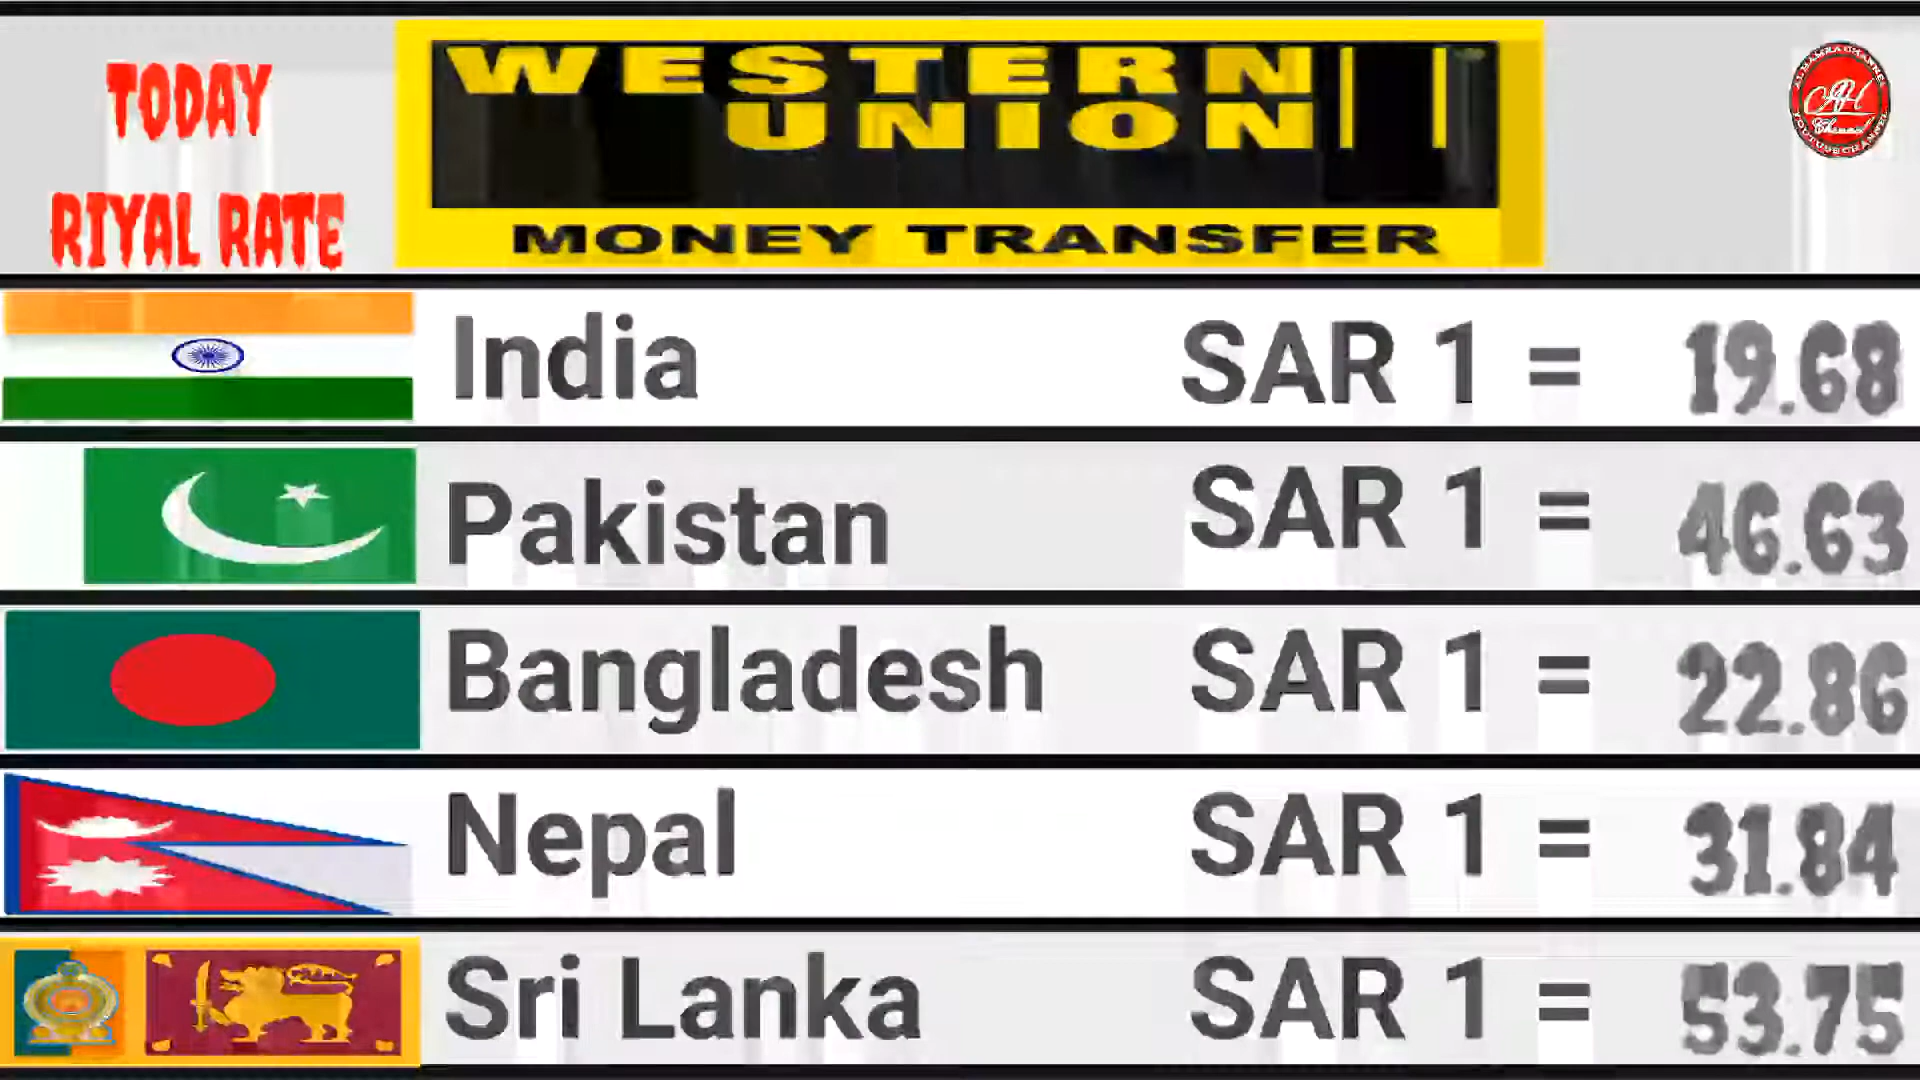 TODAY
RIYAL RATE
WESTERN
UNION
MONEY TRANSFER
India SAR 1 = 19.68
Pakistan SAR 1 = 46.63
Bangladesh SAR 1 = 22.86
Nepal SAR 1 = 31.84
Sri Lanka SAR 1 = 53.75